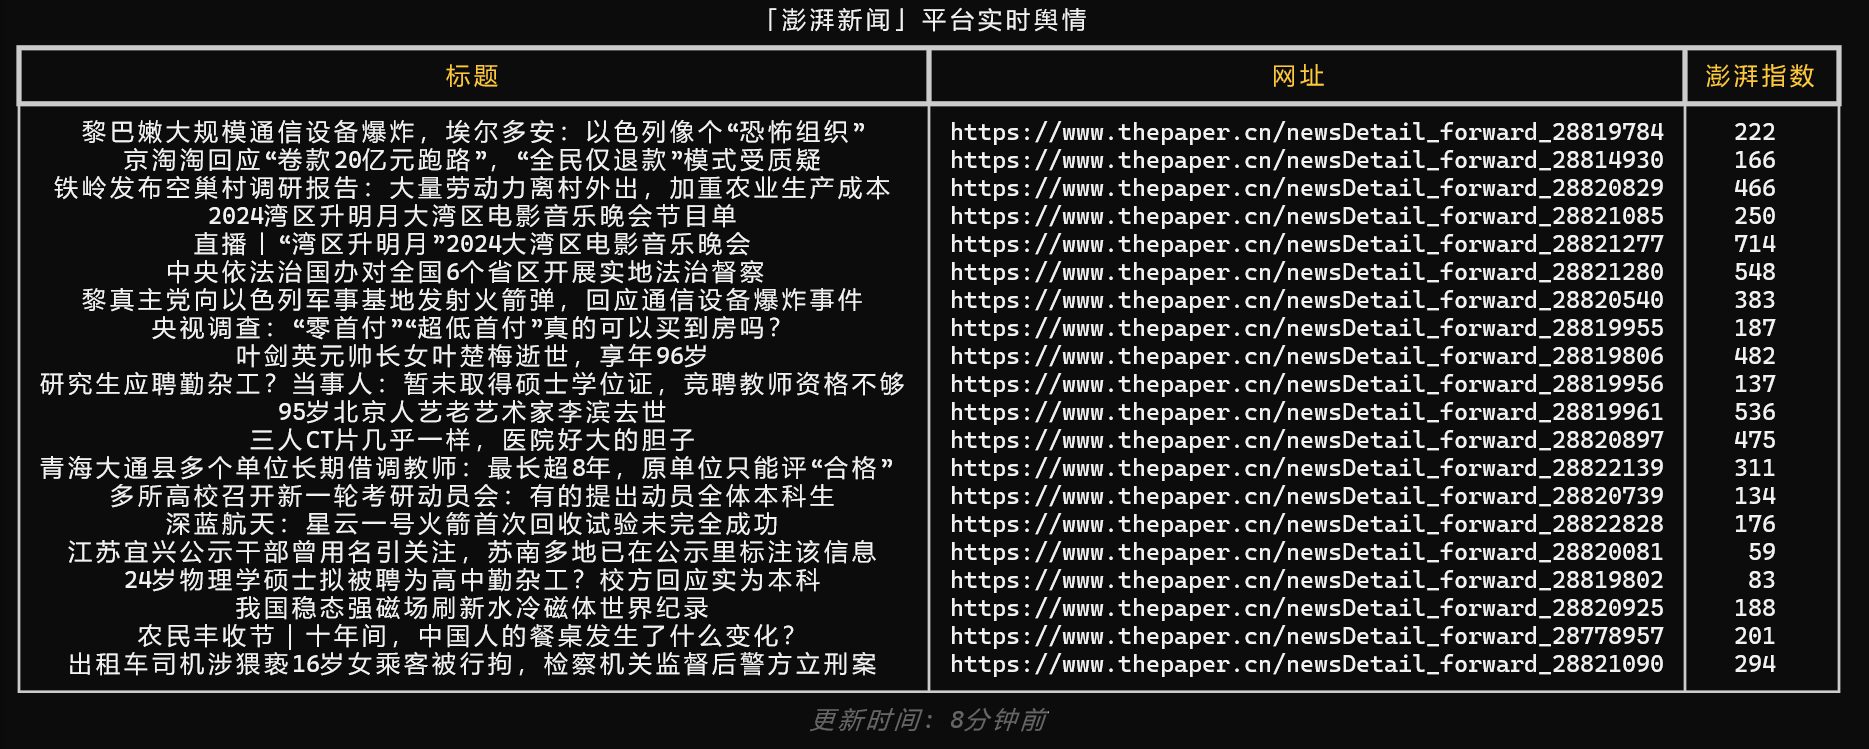 「澎湃新闻」平台实时舆情
标题 网址 澎湃指数
黎巴嫩大规模通信设备爆炸，埃尔多安：以色列像个“恐怖组织” https://www.thepaper.cn/newsDetail_forward_28819784 222
京淘淘回应“卷款20亿元跑路”，“全民仅退款”模式受质疑 https://www.thepaper.cn/newsDetail_forward_28814930 166
铁岭发布空巢村调研报告：大量劳动力离村外出，加重农业生产成本 https://www.thepaper.cn/newsDetail_forward_28820829 466
2024湾区升明月大湾区电影音乐晚会节目单 https://www.thepaper.cn/newsDetail_forward_28821085 250
直播丨“湾区升明月”2024大湾区电影音乐晚会 https://www.thepaper.cn/newsDetail_forward_28821277 714
中央依法治国办对全国6个省区开展实地法治督察 https://www.thepaper.cn/newsDetail_forward_28821280 548
黎真主党向以色列军事基地发射火箭弹，回应通信设备爆炸事件 https://www.thepaper.cn/newsDetail_forward_28820540 383
央视调查：“零首付”“超低首付”真的可以买到房吗？ https://www.thepaper.cn/newsDetail_forward_28819955 187
叶剑英元帅长女叶楚梅逝世，享年96岁 https://www.thepaper.cn/newsDetail_forward_28819806 482
研究生应聘勤杂工？当事人：暂未取得硕士学位证，竞聘教师资格不够 https://www.thepaper.cn/newsDetail_forward_28819956 137
95岁北京人艺老艺术家李滨去世 https://www.thepaper.cn/newsDetail_forward_28819961 536
三人CT片几乎一样，医院好大的胆子 https://www.thepaper.cn/newsDetail_forward_28820897 475
青海大通县多个单位长期借调教师：最长超8年，原单位只能评“合格” https://www.thepaper.cn/newsDetail_forward_28822139 311
多所高校召开新一轮考研动员会：有的提出动员全体本科生 https://www.thepaper.cn/newsDetail_forward_28820739 134
深蓝航天：星云一号火箭首次回收试验未完全成功 https://www.thepaper.cn/newsDetail_forward_28822828 176
江苏宜兴公示干部曾用名引关注，苏南多地已在公示里标注该信息 https://www.thepaper.cn/newsDetail_forward_28820081 59
24岁物理学硕士拟被聘为高中勤杂工？校方回应实为本科 https://www.thepaper.cn/newsDetail_forward_28819802 83
我国稳态强磁场刷新水冷磁体世界纪录 https://www.thepaper.cn/newsDetail_forward_28820925 188
农民丰收节｜十年间，中国人的餐桌发生了什么变化？ https://www.thepaper.cn/newsDetail_forward_28778957 201
出租车司机涉猥亵16岁女乘客被行拘，检察机关监督后警方立刑案 https://www.thepaper.cn/newsDetail_forward_28821090 294
更新时间: 8分钟前